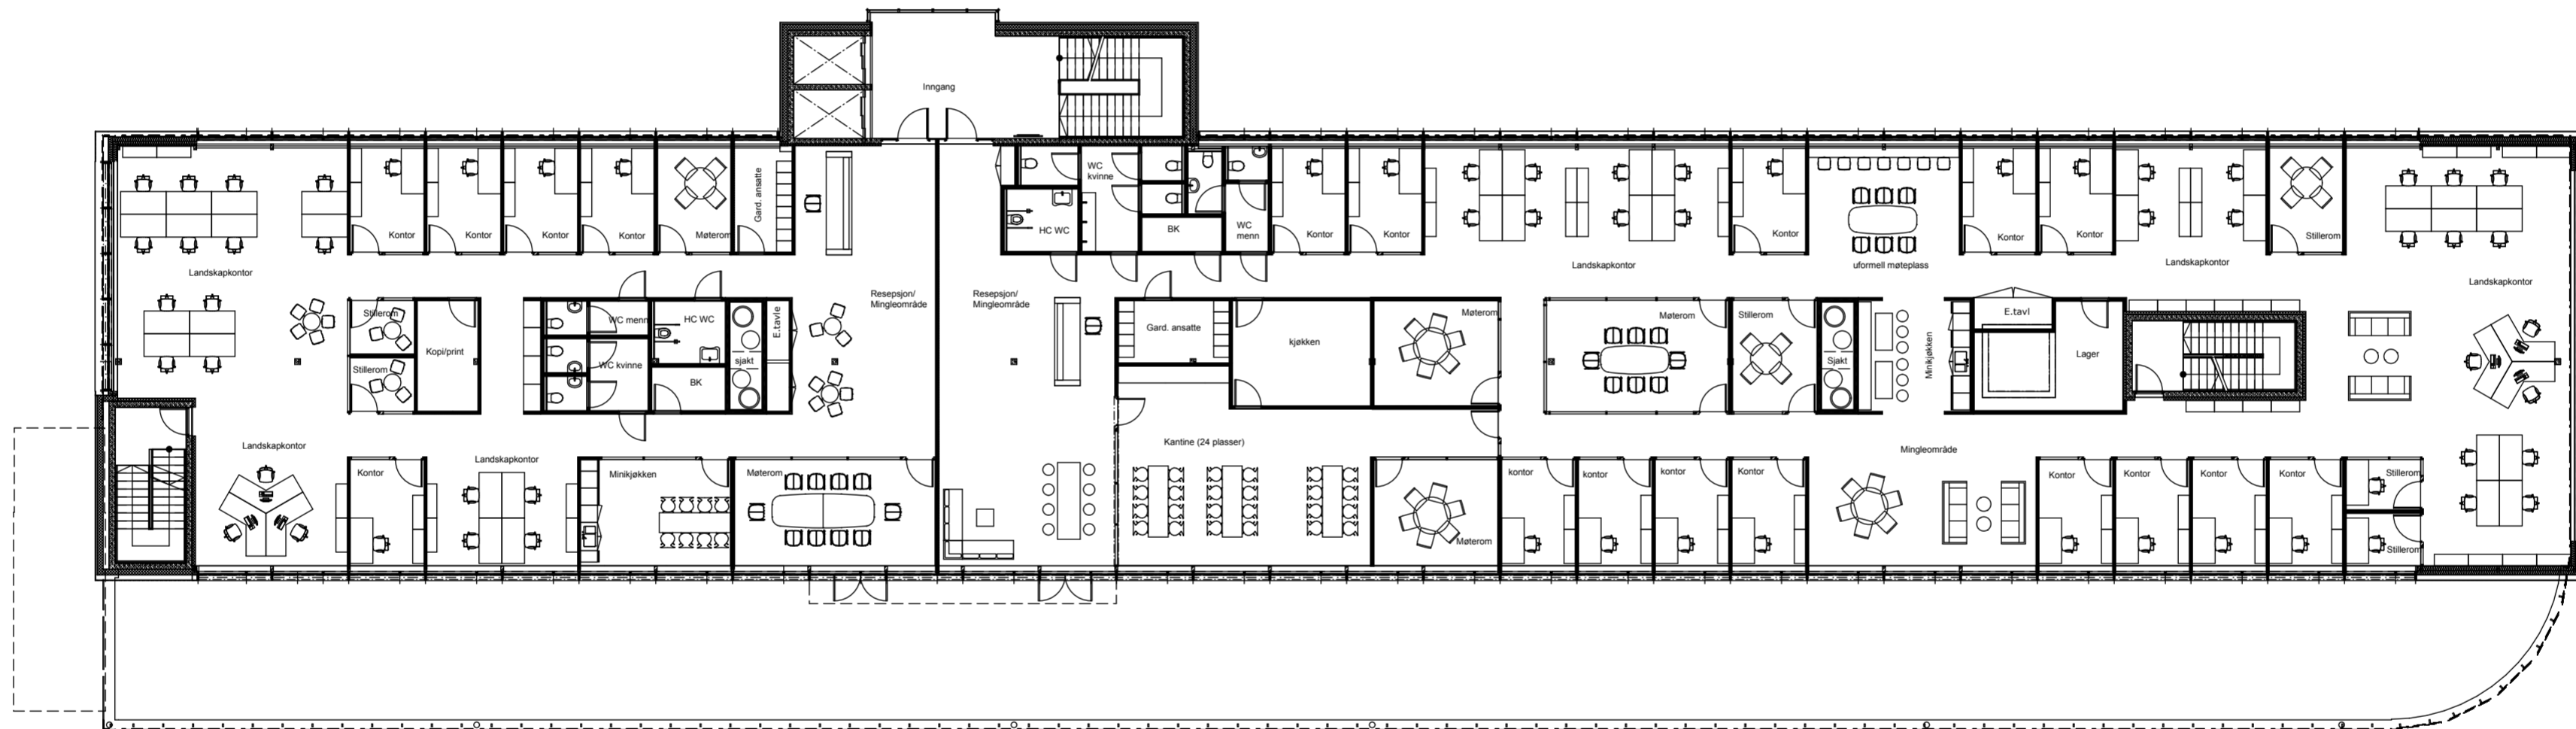 Inngang
Kontor
Kontor
Kontor
Kontor
Møterom
Gard. ansatte
Landskapkontor
Resepsjon/
Mingleområde
Resepsjon/
Mingleområde
WC
kvinne
HC WC
BK
WC
menn
Kontor
Kontor
Landskapkontor
Kontor
uformell møteplass
Kontor
Kontor
Landskapkontor
Stillerom
Landskapkontor
Stillerom
Stillerom
Kopi/print
WC menn
WC kvinne
HC WC
BK
sjakt
E.tavle
Gard. ansatte
kjøkken
Møterom
Møterom
Stillerom
Sjakt
Minikjøkken
E.tavl
Lager
Landskapkontor
Kontor
Landskapkontor
Minikjøkken
Møterom
Kantine (24 plasser)
Møterom
kontor
kontor
kontor
Kontor
Mingleområde
Kontor
Kontor
Kontor
Kontor
Stillerom
Stillerom